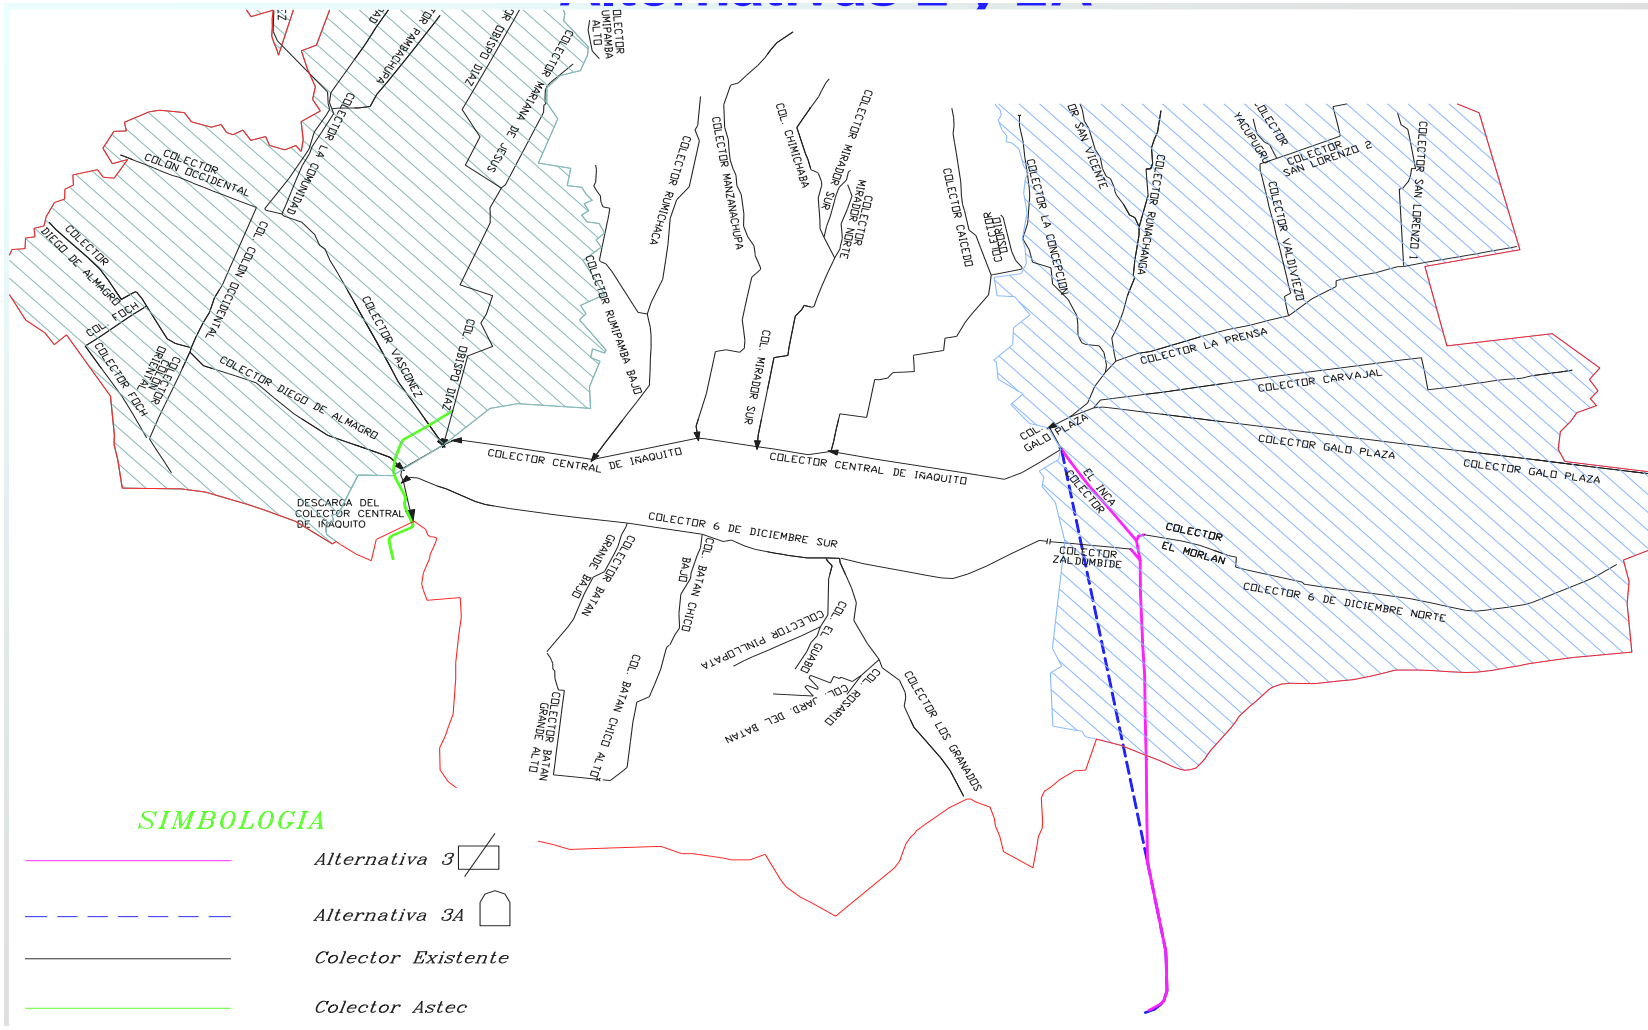 COLECTOR
RUMIPAMBA
ALTO
COLECTOR MARIANA DE JESUS
OBISPO DIAZ
PAMBACHUPA
COLECTOR LA COMUNIDAD
COLECTOR
COLON OCCIDENTAL
COL. COLON OCCIDENTAL
COLECTOR
DIEGO DE ALMAGRO
COL. FOCH
COLECTOR FOCH
COLECTOR
COLON
ORIENTAL
COLECTOR DIEGO DE ALMAGRO
COLECTOR VASCONEZ
COL. OBISPO DIAZ
COLECTOR RUMIPAMBA BAJO
COLECTOR RUMICHACA
COLECTOR MANZANACHUPA
COL. CHIMICHABA
COLECTOR MIRADOR SUR
COLECTOR
MIRADOR NORTE
COL. MIRADOR SUR
COLECTOR CAICEDO
COLECTOR
OSORIO
COLECTOR LA CONCEPCION
SAN VICENTE
COLECTOR RUNACHANGA
COLECTOR
YACUPUGRU
COLECTOR
SAN LORENZO 2
COLECTOR VALDIVIEZO
COLECTOR SAN LORENZO 1
COLECTOR LA PRENSA
COLECTOR CARVAJAL
COL.
GALO PLAZA
COLECTOR GALO PLAZA
COLECTOR GALO PLAZA
COLECTOR CENTRAL DE IÑAQUITO
COLECTOR CENTRAL DE IÑAQUITO
EL INCA
COLECTOR
DESCARGA DEL
COLECTOR CENTRAL
DE IÑAQUITO
COLECTOR 6 DE DICIEMBRE SUR
COLECTOR
ZALDUMBIDE
COLECTOR
EL MORLAN
COLECTOR 6 DE DICIEMBRE NORTE
COLECTOR BATAN
GRANDE BAJO
COL. BATAN CHICO
BAJO
COLECTOR PINLLOPATA
COL. EL GUABO
COL. JARD. DEL BATAN
COL. ROSARIO
COLECTOR LOS GRANADOS
COL. BATAN CHICO ALTO
COLECTOR BATAN
GRANDE ALTO
SIMBOLOGIA
Alternativa 3
Alternativa 3A
Colector Existente
Colector Astec